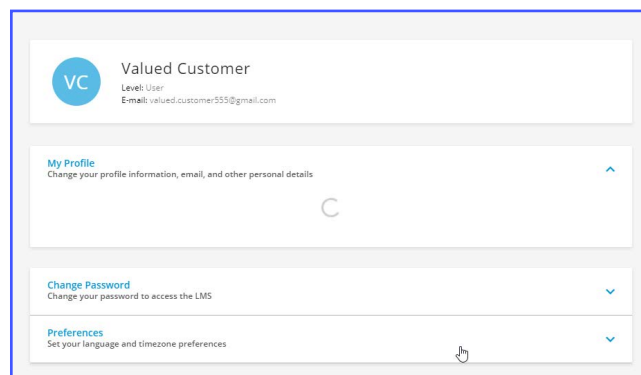 VC
Valued Customer
Level: User
E-mail: valued.customer555@gmail.com
My Profile
Change your profile information, email, and other personal details
Change Password
Change your password to access the LMS
Preferences
Set your language and timezone preferences